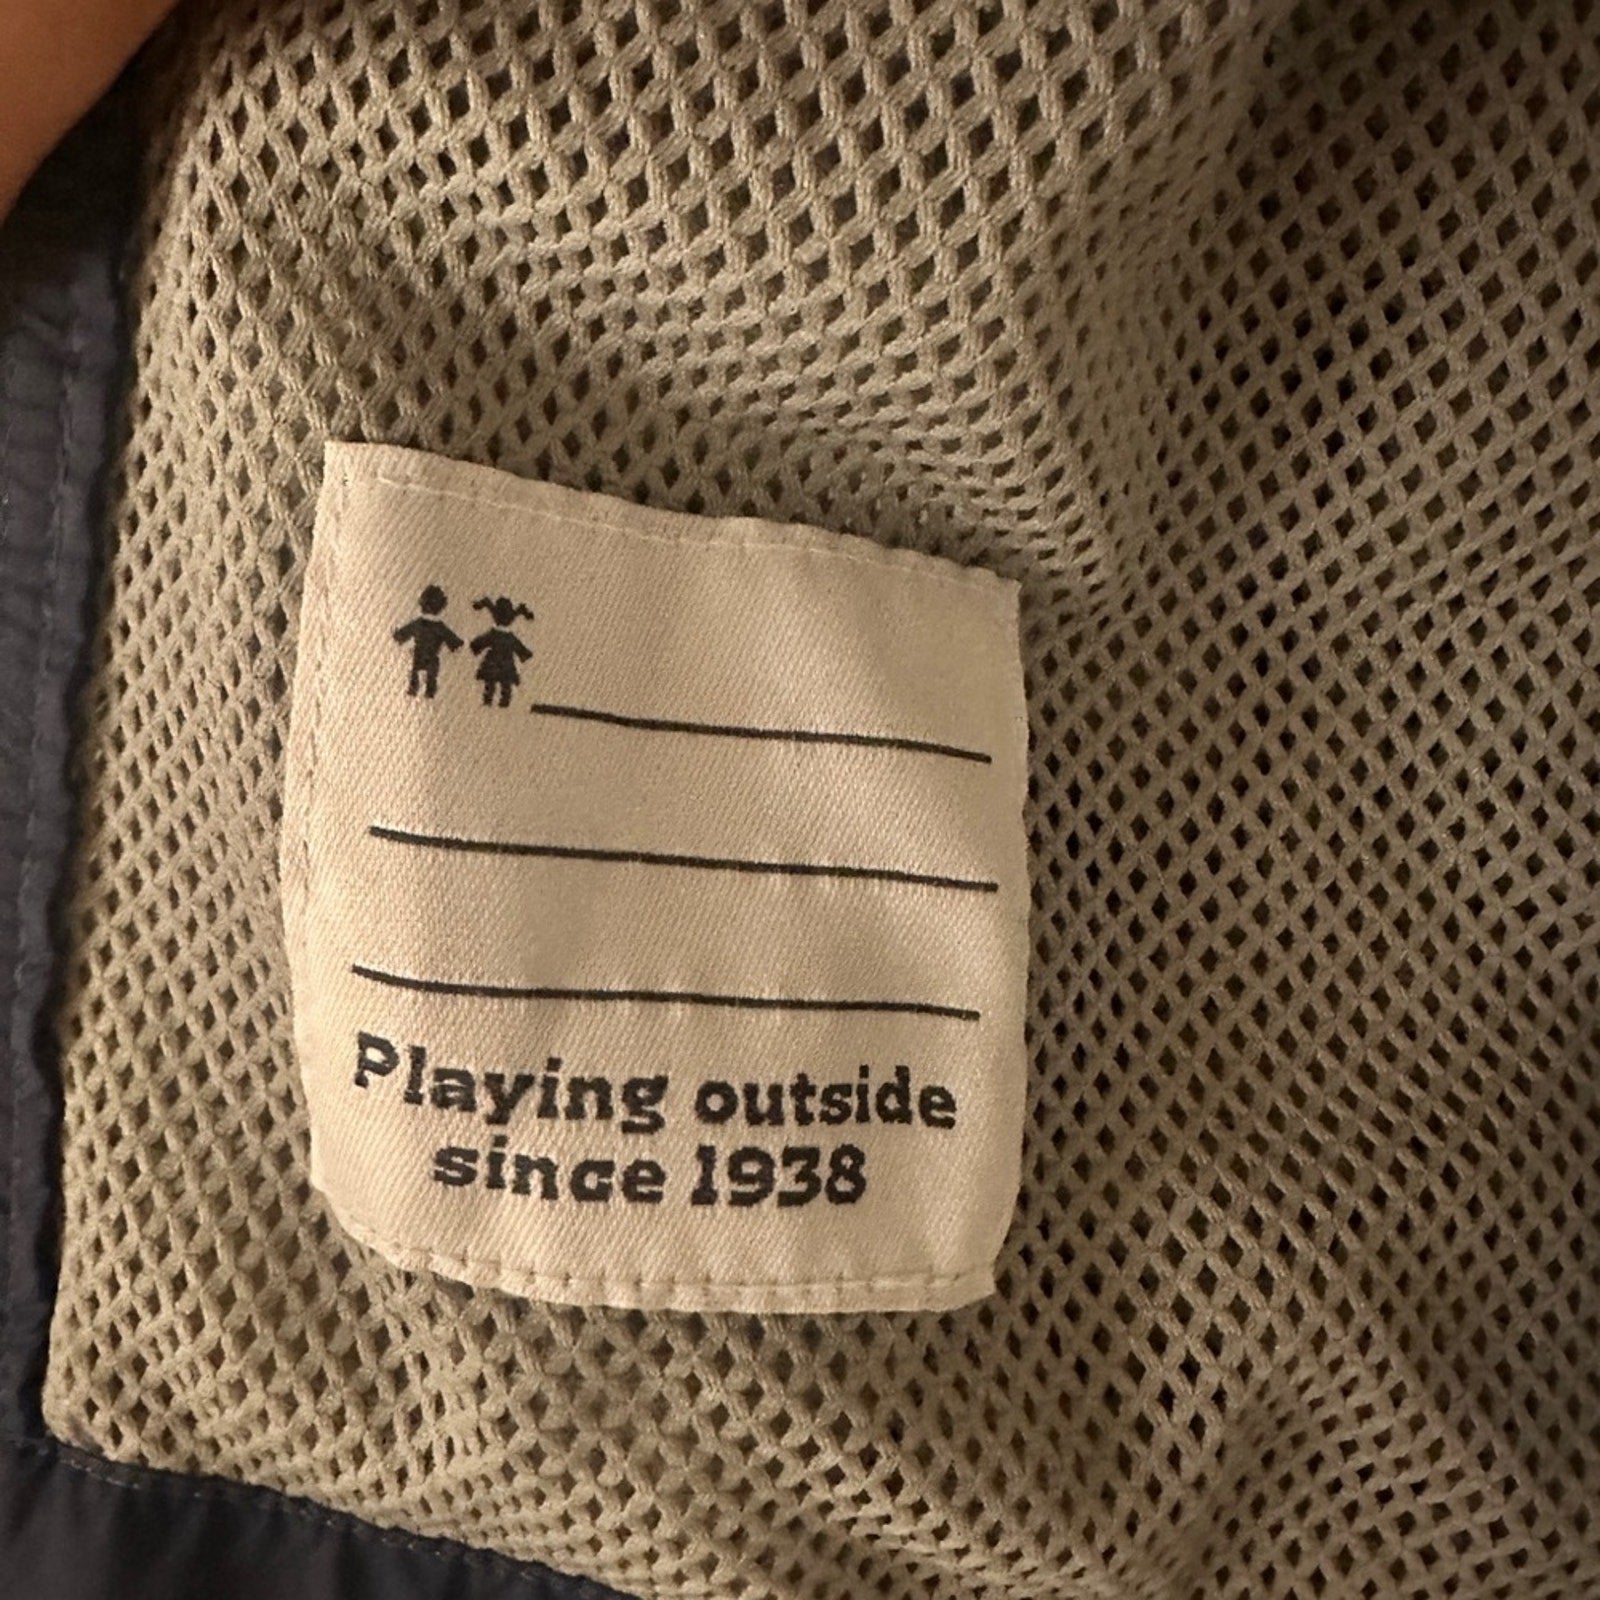 Playing outside
since 1938